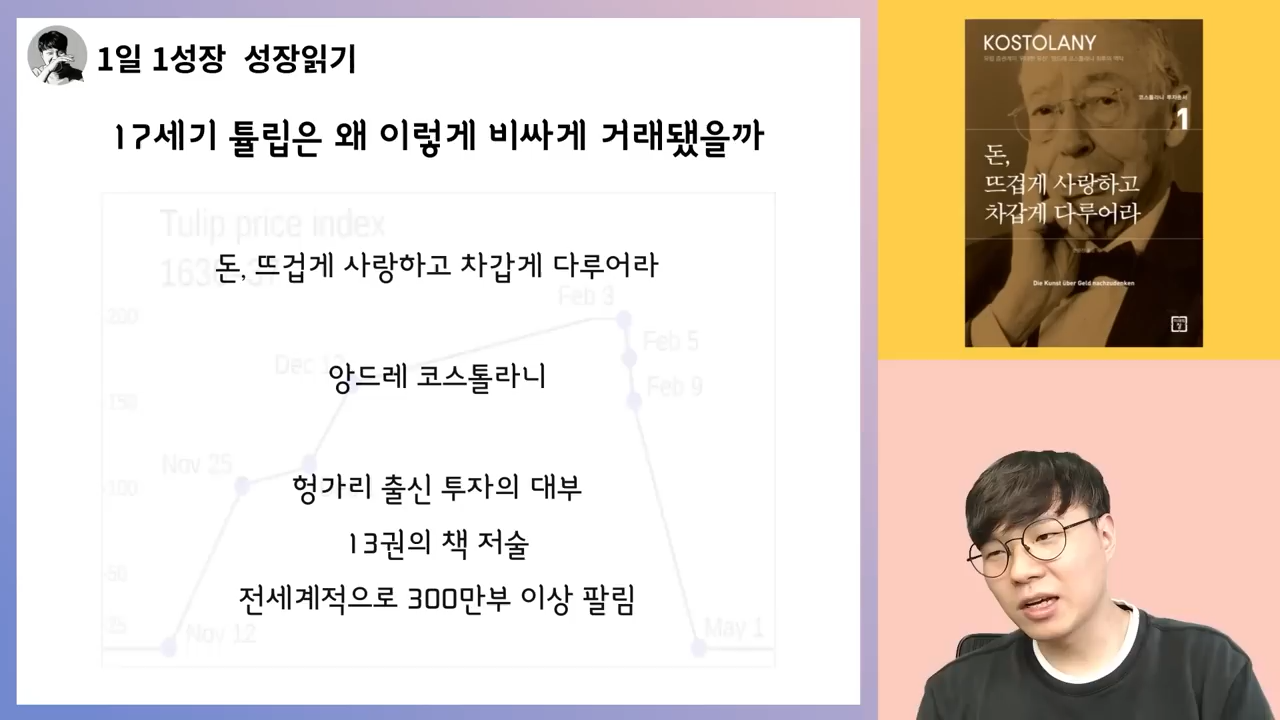 1일 1성장 성장읽기
17세기 튤립은 왜 이렇게 비싸게 거래됐을까
Tulip price index
돈, 뜨겁게 사랑하고 차갑게 다루어라
200
Feb 3
Feb 5
Dec
앙드레 코스톨라니
150
Feb 9
Nov 25
100
헝가리 출신 투자의 대부
13권의 책 저술
50
전세계적으로 300만부 이상 팔림
25
Nov 12
May 1
KOSTOLANY
코스톨라니 투자총서
1
돈,
뜨겁게 사랑하고
차갑게 다루어라
Die Kunst über Geld nachzudenken